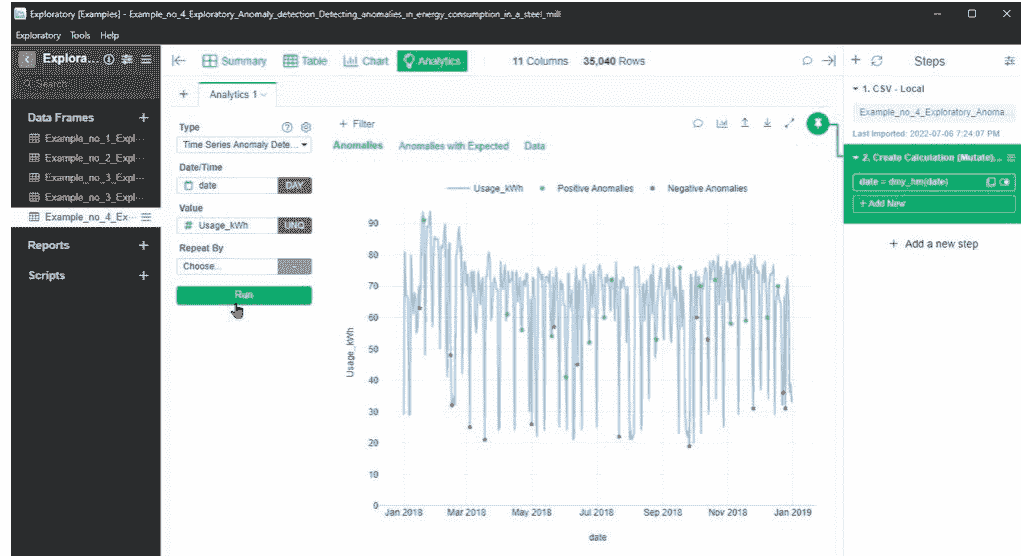 Exploratory [Examples] - Example_no_4_Exploratory_Anomaly_detection_Detecting_anomalies_in_energy_consumption_in_a_steel_mill
Exploratory Tools Help
Explora...
Search
Data Frames +
Example_no_1_Expl...
Example_no_2_Expl...
Example_no_3_Expl...
Example_no_3_Expl...
Example_no_4_Ex...
Reports +
Scripts +
Summary Table Chart Analytics 11 Columns 35,040 Rows
+ Analytics 1
Type
Time Series Anomaly Dete...
Date/Time
date DAY
Value
# Usage_kWh UNQ
Repeat By
Choose...
Run
+ Filter
Anomalies Anomalies with Expected Data
Usage_kWh Positive Anomalies Negative Anomalies
90
80
70
60
50
40
30
20
10
0
Usage_kWh
Jan 2018 Mar 2018 May 2018 Jul 2018 Sep 2018 Nov 2018 Jan 2019
date
+ Steps
1. CSV - Local
Example_no_4_Exploratory_Anoma...
Last Imported: 2022-07-06 7:24:07 PM
2. Create Calculation (Mutate)...
date = dmy_hm(date)
+ Add New
+ Add a new step